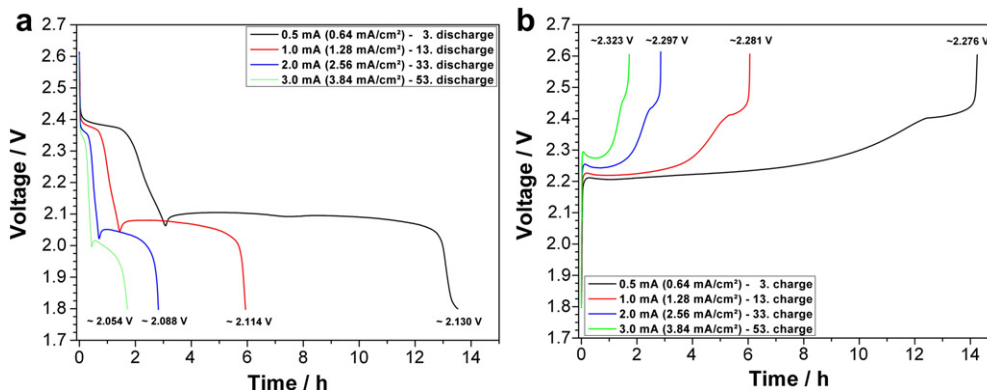 a
2.7
2.6
2.5
2.4
2.3
2.2
2.1
2.0
1.9
1.8
1.7
Voltage / V
0.5 mA (0.64 mA/cm²) - 3. discharge
1.0 mA (1.28 mA/cm²) - 13. discharge
2.0 mA (2.56 mA/cm²) - 33. discharge
3.0 mA (3.84 mA/cm²) - 53. discharge
~ 2.054 V
~ 2.088 V
~ 2.114 V
~ 2.130 V
0 2 4 6 8 10 12 14
Time / h
b
2.7
2.6
2.5
2.4
2.3
2.2
2.1
2.0
1.9
1.8
1.7
Voltage / V
~2.323 V
~2.297 V
~2.281 V
~2.276 V
0.5 mA (0.64 mA/cm²) - 3. charge
1.0 mA (1.28 mA/cm²) - 13. charge
2.0 mA (2.56 mA/cm²) - 33. charge
3.0 mA (3.84 mA/cm²) - 53. charge
0 2 4 6 8 10 12 14
Time / h